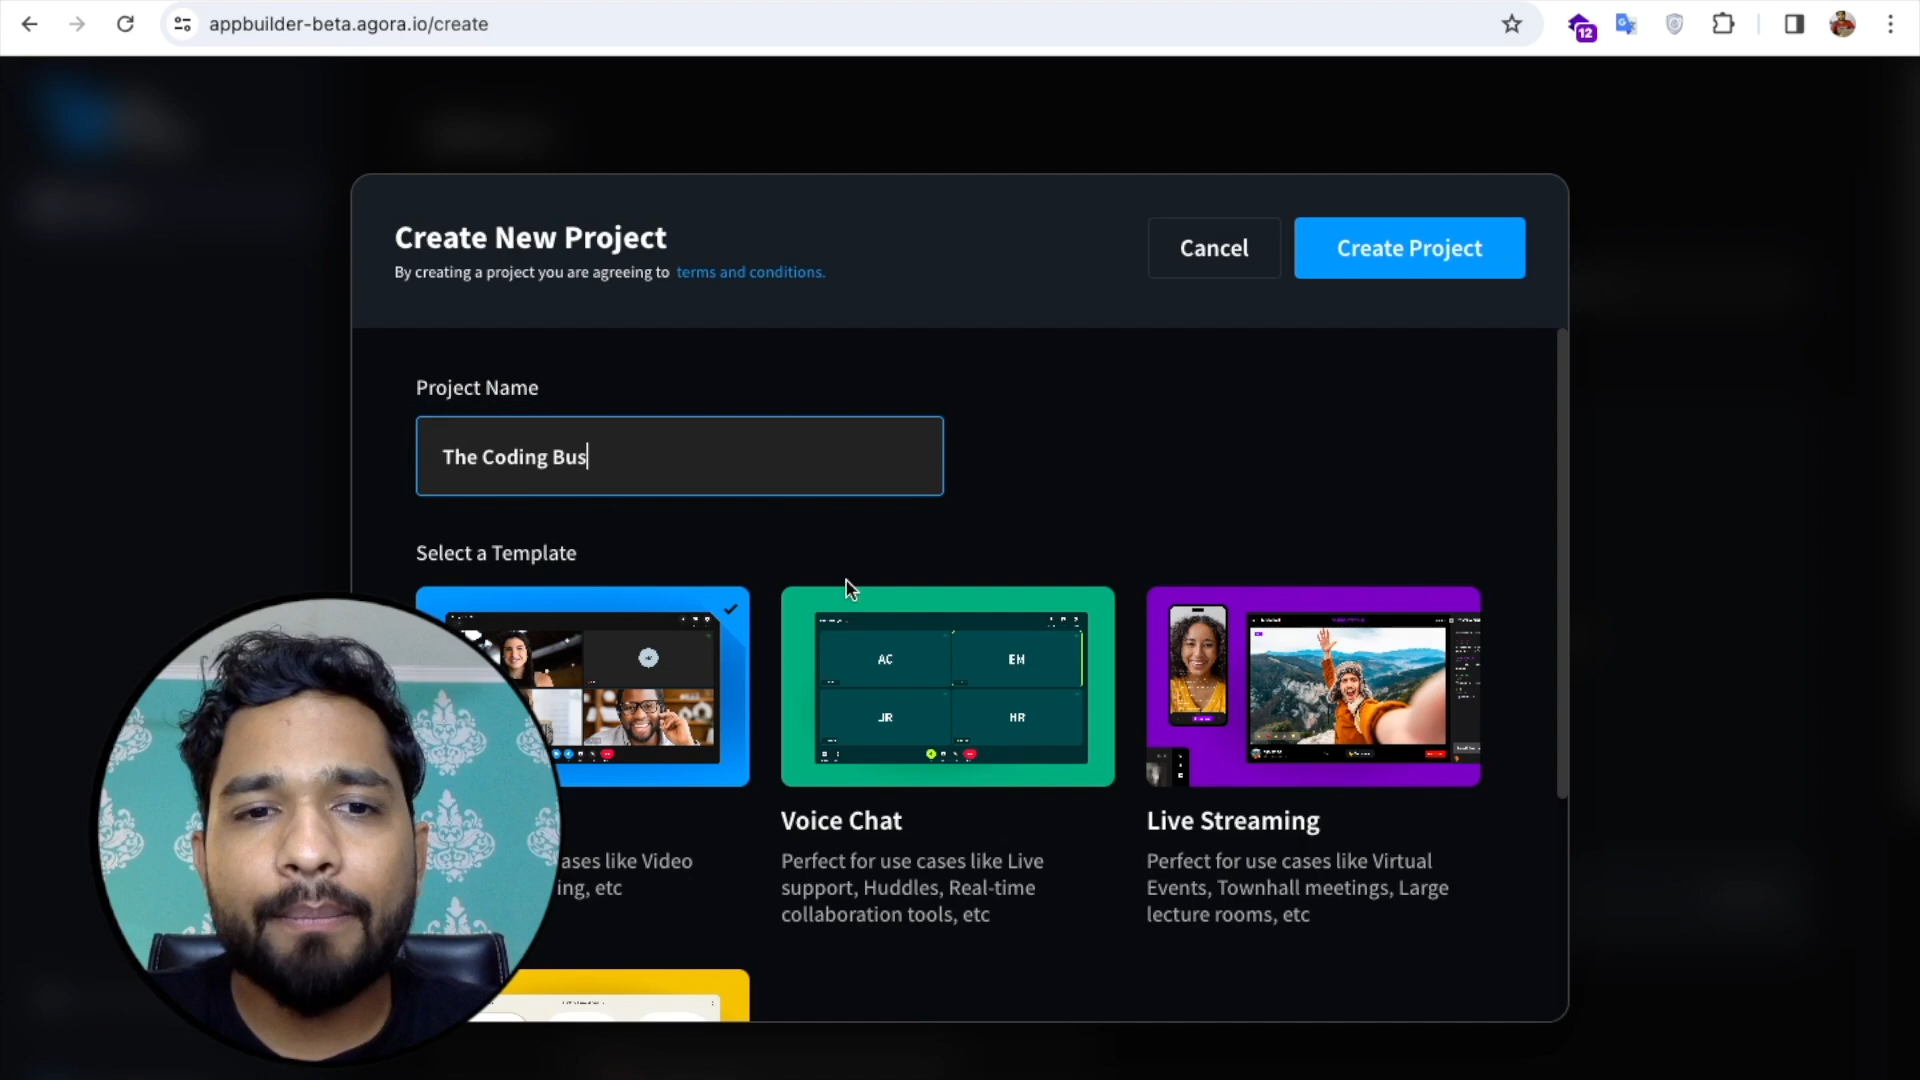 appbuilder-beta.agora.io/create
12
Create New Project
By creating a project you are agreeing to terms and conditions.
Cancel
Create Project
Project Name
The Coding Bus
Select a Template
AC
EM
JR
HR
Voice Chat
Live Streaming
ases like Video
ing, etc
Perfect for use cases like Live
support, Huddles, Real-time
collaboration tools, etc
Perfect for use cases like Virtual
Events, Townhall meetings, Large
lecture rooms, etc